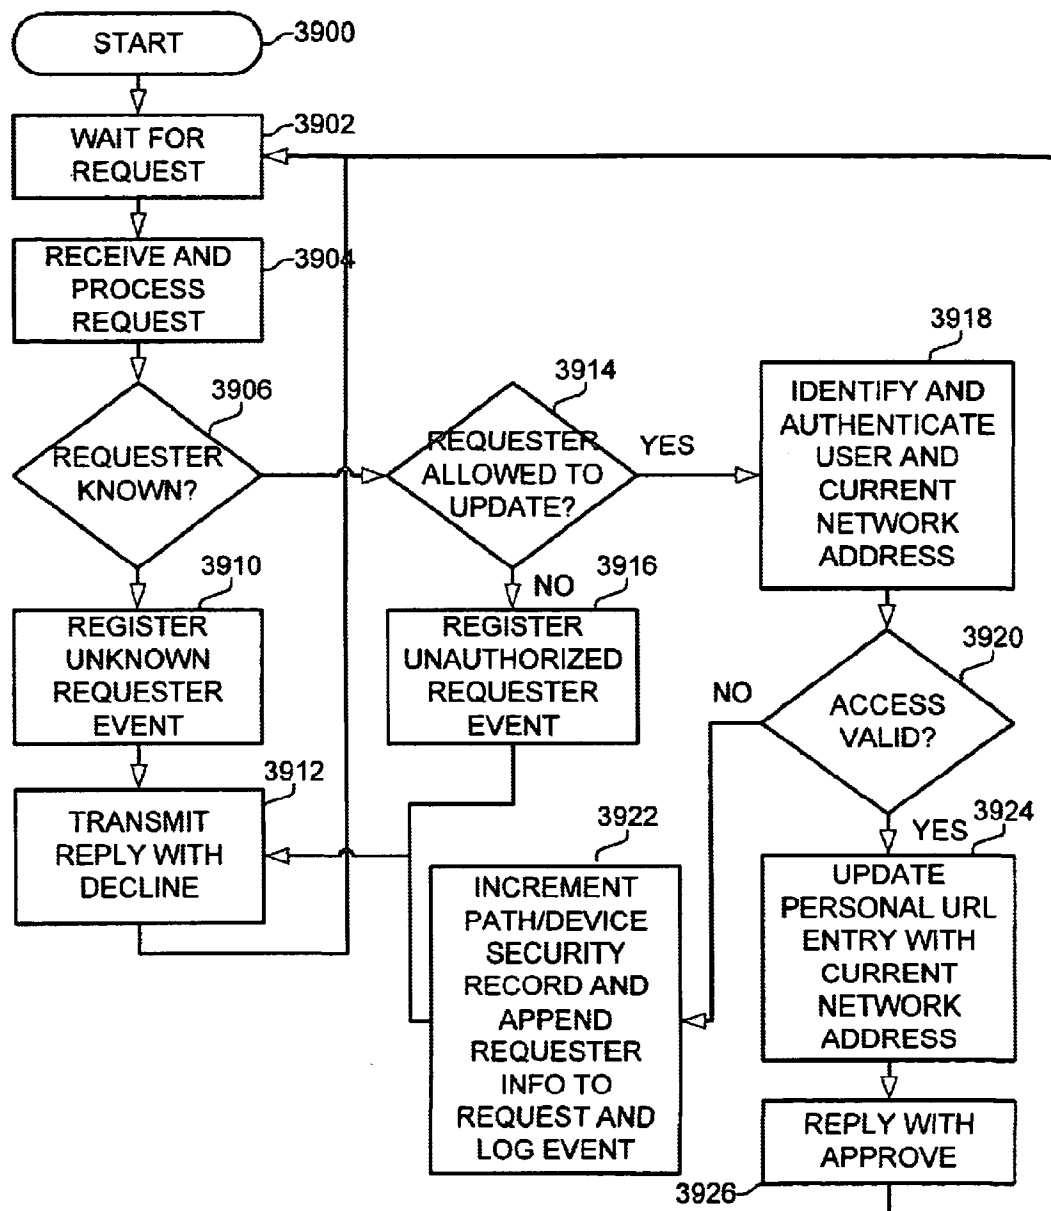 START
3900
WAIT FOR
REQUEST
3902
RECEIVE AND
PROCESS
REQUEST
3904
REQUESTER
KNOWN?
3906
REQUESTER
ALLOWED TO
UPDATE?
3914
YES
NO
IDENTIFY AND
AUTHENTICATE
USER AND
CURRENT
NETWORK
ADDRESS
3918
REGISTER
UNKNOWN
REQUESTER
EVENT
3910
REGISTER
UNAUTHORIZED
REQUESTER
EVENT
3916
ACCESS
VALID?
3920
NO
YES
TRANSMIT
REPLY WITH
DECLINE
3912
INCREMENT
PATH/DEVICE
SECURITY
RECORD AND
APPEND
REQUESTER
INFO TO
REQUEST AND
LOG EVENT
3922
UPDATE
PERSONAL URL
ENTRY WITH
CURRENT
NETWORK
ADDRESS
3924
REPLY WITH
APPROVE
3926